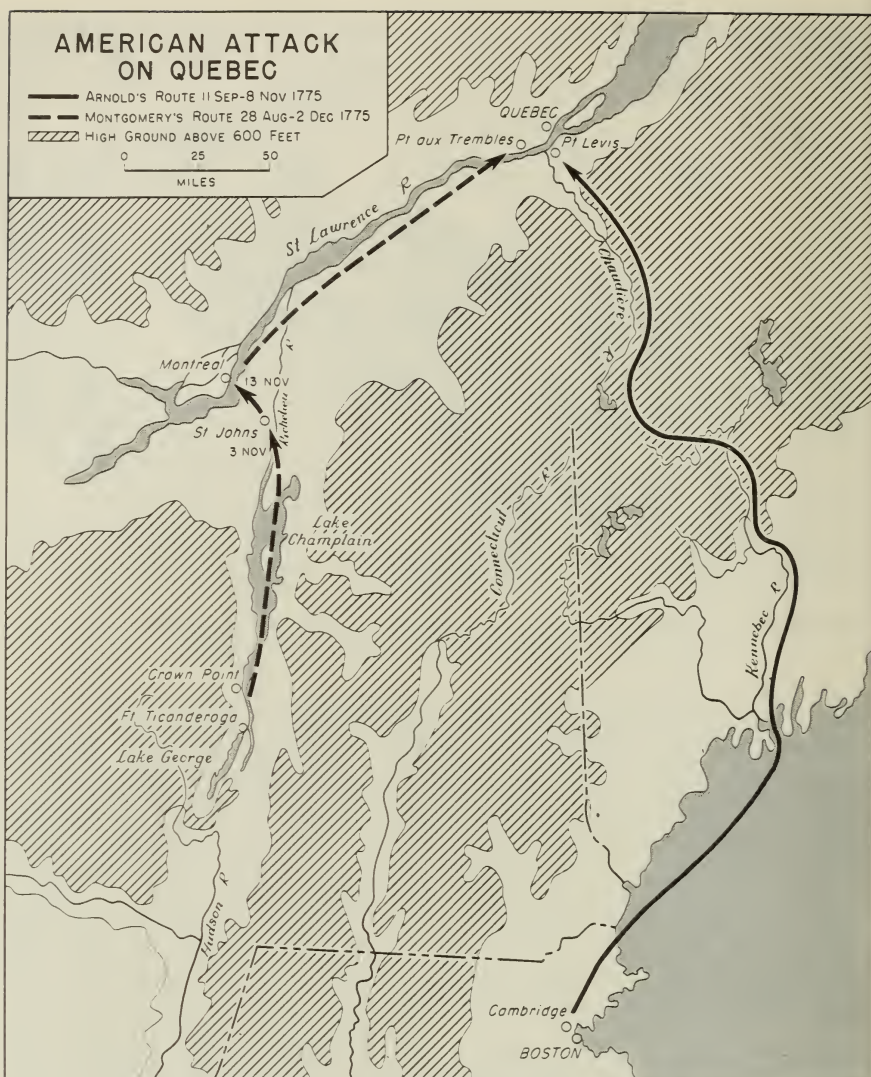 AMERICAN ATTACK
ON QUEBEC
ARNOLD'S ROUTE 11 SEP-8 NOV 1775
MONTGOMERY'S ROUTE 28 AUG-2 DEC 1775
HIGH GROUND ABOVE 600 FEET
0 25 50
MILES
QUEBEC
Pt aux Trembles
Pt Levis
St Lawrence R
Chaudière R
Montreal
13 NOV
Richelieu R
St Johns
3 NOV
Lake
Champlain
Connecticut R
Kennebec R
Crown Point
Ft Ticonderoga
Lake George
Hudson R
Cambridge
BOSTON